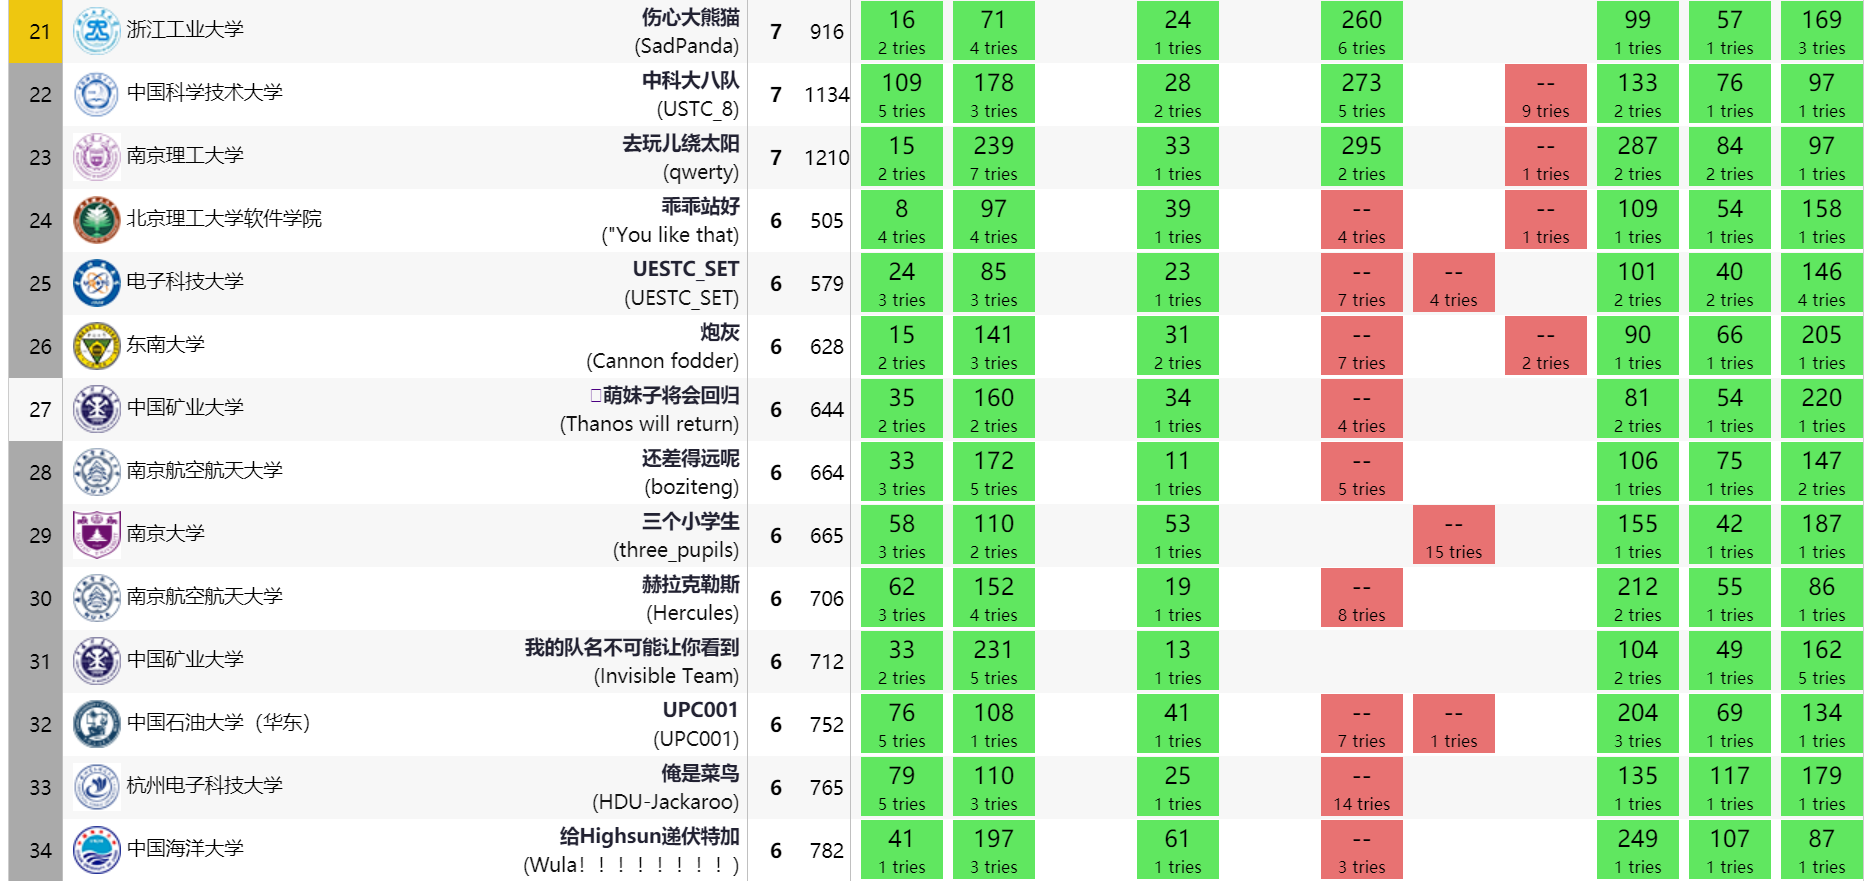 21 浙江工业大学 伤心大熊猫 7 916 16 71 24 260 99 57 169
(SadPanda) 2 tries 4 tries 1 tries 6 tries 1 tries 1 tries 3 tries
22 中国科学技术大学 中科大八队 7 1134 109 178 28 273 -- 133 76 97
(USTC_8) 5 tries 3 tries 2 tries 5 tries 9 tries 2 tries 1 tries 1 tries
23 南京理工大学 去玩儿绕太阳 7 1210 15 239 33 295 -- 287 84 97
(qwerty) 2 tries 7 tries 1 tries 2 tries 1 tries 2 tries 2 tries 1 tries
24 北京理工大学软件学院 乖乖站好 6 505 8 97 39 -- -- 109 54 158
("You like that) 4 tries 4 tries 1 tries 4 tries 1 tries 1 tries 1 tries 1 tries
25 电子科技大学 UESTC_SET 6 579 24 85 23 -- -- 101 40 146
(UESTC_SET) 3 tries 3 tries 1 tries 7 tries 4 tries 2 tries 2 tries 4 tries
26 东南大学 炮灰 6 628 15 141 31 -- -- 90 66 205
(Cannon fodder) 2 tries 3 tries 2 tries 7 tries 2 tries 1 tries 1 tries 1 tries
27 中国矿业大学 萌妹子将会回归 6 644 35 160 34 -- 81 54 220
(Thanos will return) 2 tries 2 tries 1 tries 4 tries 2 tries 1 tries 1 tries
28 南京航空航天大学 还差得远呢 6 664 33 172 11 -- 106 75 147
(boziteng) 3 tries 5 tries 1 tries 5 tries 1 tries 1 tries 2 tries
29 南京大学 三个小学生 6 665 58 110 53 -- 155 42 187
(three_pupils) 3 tries 2 tries 1 tries 15 tries 1 tries 1 tries 1 tries
30 南京航空航天大学 赫拉克勒斯 6 706 62 152 19 -- 212 55 86
(Hercules) 3 tries 4 tries 1 tries 8 tries 2 tries 1 tries 1 tries
31 中国矿业大学 我的队名不可能让你看到 6 712 33 231 13 104 49 162
(Invisible Team) 2 tries 5 tries 1 tries 2 tries 1 tries 5 tries
32 中国石油大学（华东） UPC001 6 752 76 108 41 -- -- 204 69 134
(UPC001) 5 tries 1 tries 1 tries 7 tries 1 tries 3 tries 1 tries 1 tries
33 杭州电子科技大学 俺是菜鸟 6 765 79 110 25 -- 135 117 179
(HDU-Jackaroo) 5 tries 3 tries 1 tries 14 tries 1 tries 1 tries 1 tries
34 中国海洋大学 给Highsun递伏特加 6 782 41 197 61 -- 249 107 87
(Wula！！！！！！！！) 1 tries 3 tries 1 tries 3 tries 1 tries 1 tries 1 tries